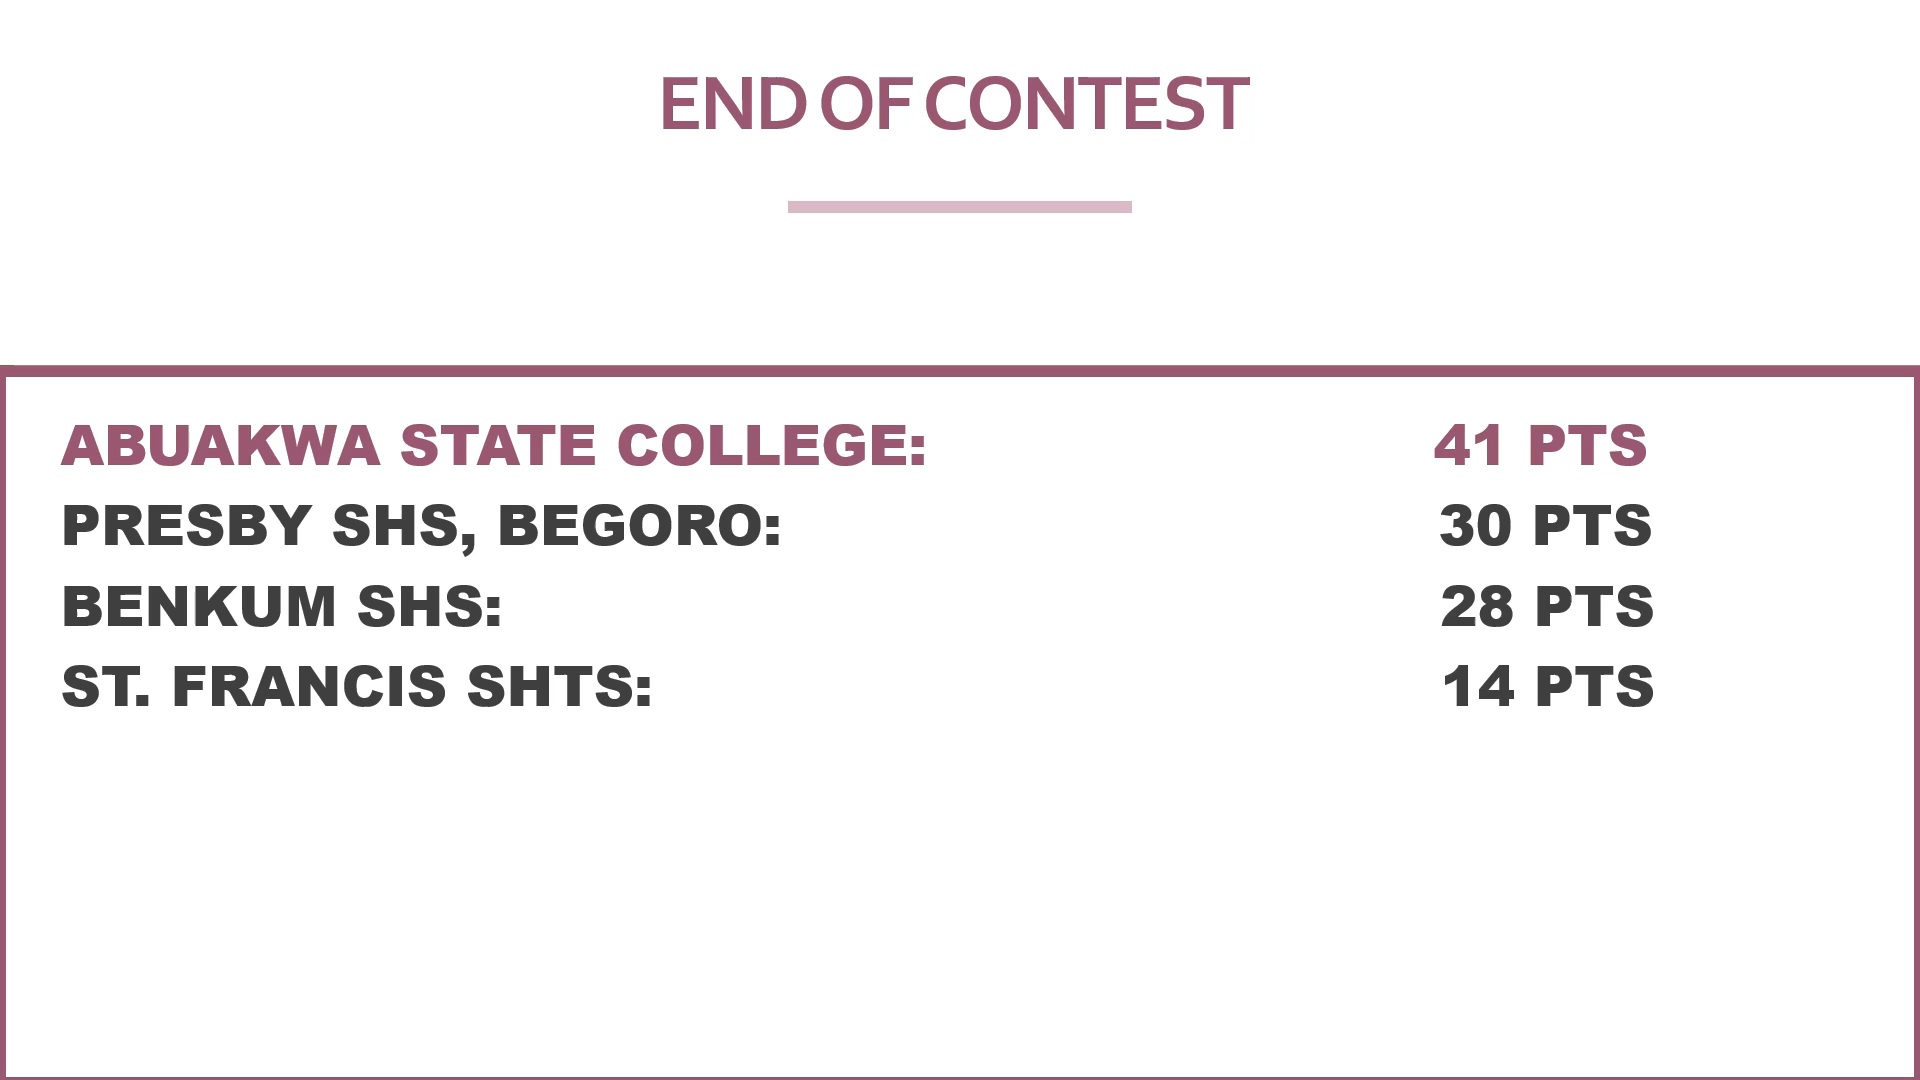 END OF CONTEST
ABUAKWA STATE COLLEGE: 41 PTS
PRESBY SHS, BEGORO: 30 PTS
BENKUM SHS: 28 PTS
ST. FRANCIS SHTS: 14 PTS